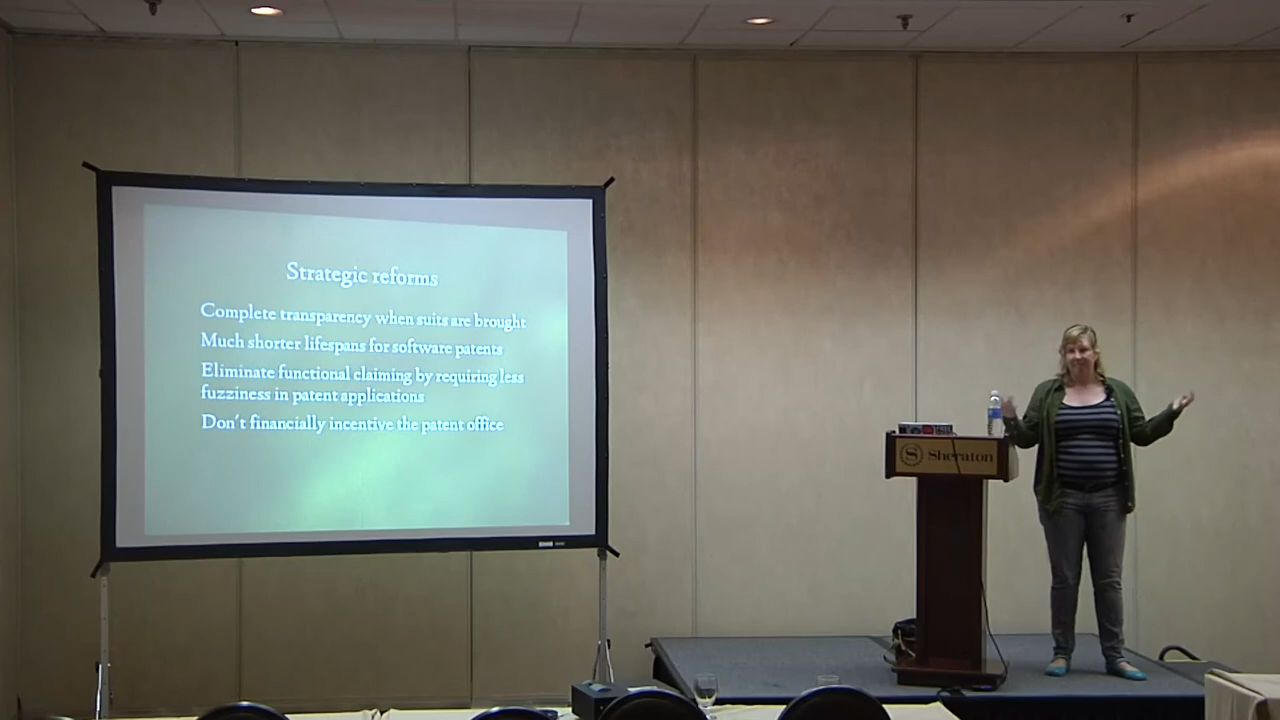 Strategic reforms
Complete transparency when suits are brought
Much shorter lifespans for software patents
Eliminate functional claiming by requiring less
fuzziness in patent applications
Don't financially incentive the patent office
S Sheraton